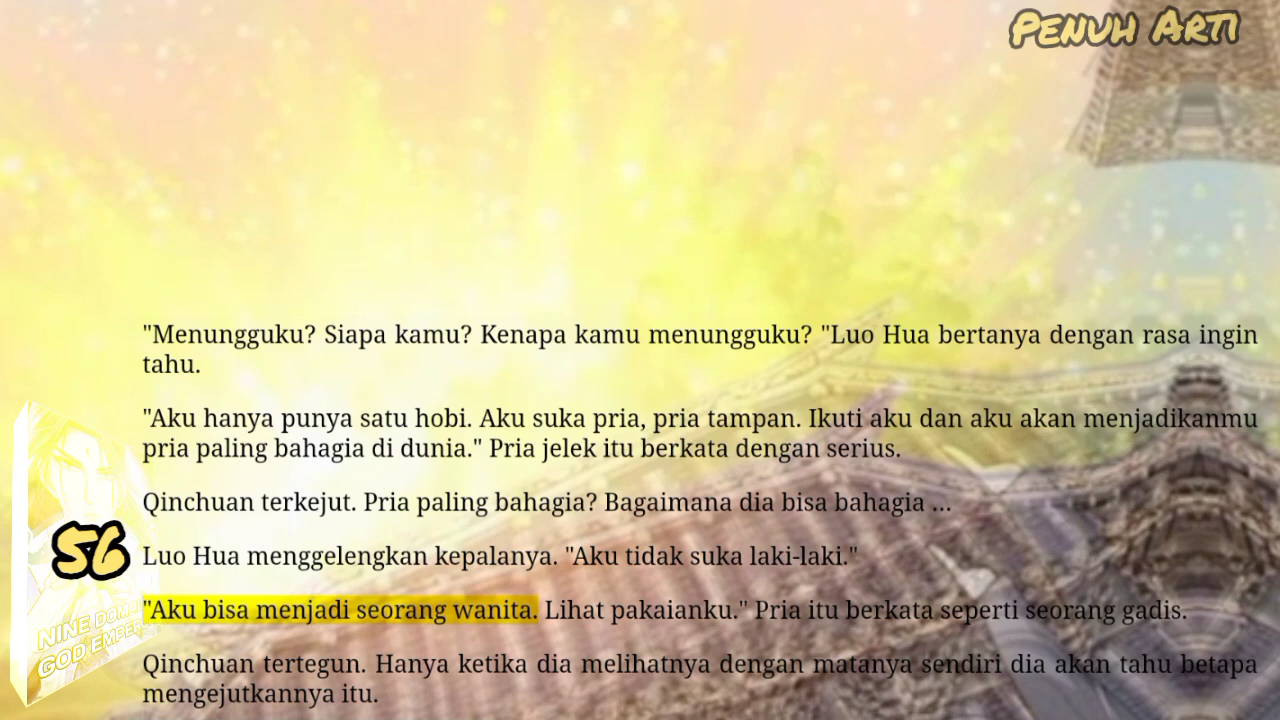 Penuh Arti
"Menungguku? Siapa kamu? Kenapa kamu menungguku? "Luo Hua bertanya dengan rasa ingin
tahu.
"Aku hanya punya satu hobi. Aku suka pria, pria tampan. Ikuti aku dan aku akan menjadikanmu
pria paling bahagia di dunia." Pria jelek itu berkata dengan serius.
Qinchuan terkejut. Pria paling bahagia? Bagaimana dia bisa bahagia ...
56
Luo Hua menggelengkan kepalanya. "Aku tidak suka laki-laki."
"Aku bisa menjadi seorang wanita. Lihat pakaianku." Pria itu berkata seperti seorang gadis.
NINE
GOD
Qinchuan tertegun. Hanya ketika dia melihatnya dengan matanya sendiri dia akan tahu betapa
mengejutkannya itu.